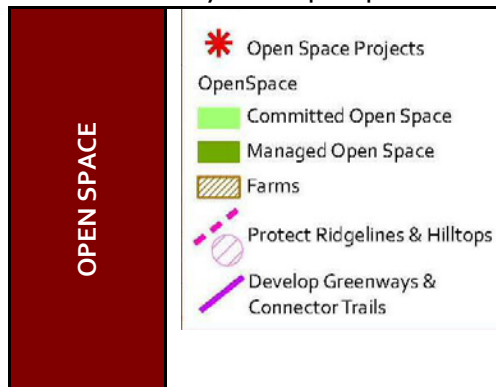 OPEN SPACE
Open Space Projects
OpenSpace
Committed Open Space
Managed Open Space
Farms
Protect Ridgelines & Hilltops
Develop Greenways &
Connector Trails